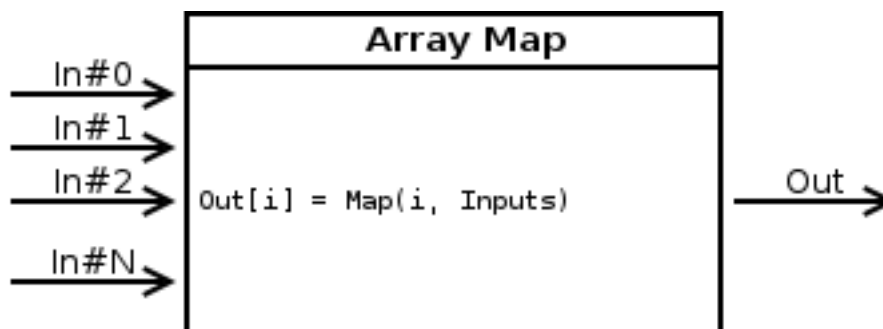 Array Map
In#0
In#1
In#2
In#N
Out[i] = Map(i, Inputs)
Out